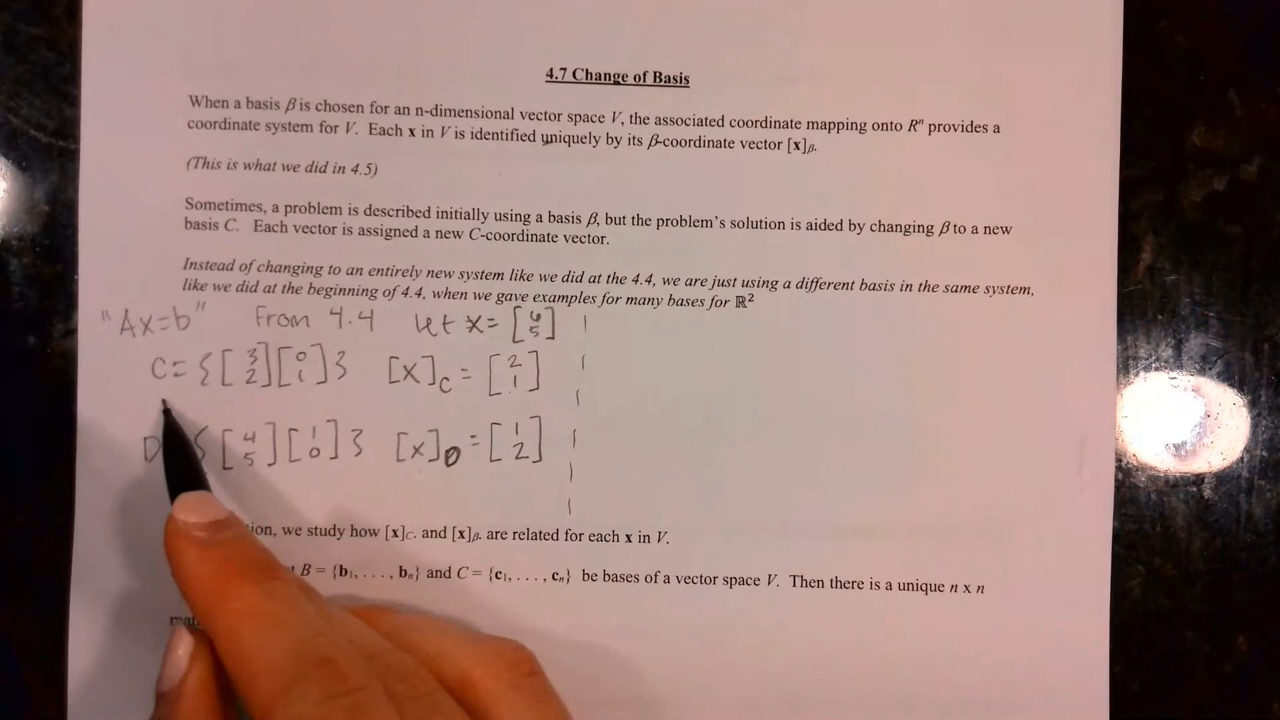 4.7 Change of Basis
When a basis β is chosen for an n-dimensional vector space V, the associated coordinate mapping onto Rⁿ provides a
coordinate system for V. Each x in V is identified uniquely by its β-coordinate vector [x]β.
(This is what we did in 4.5)
Sometimes, a problem is described initially using a basis β, but the problem's solution is aided by changing β to a new
basis C. Each vector is assigned a new C-coordinate vector.
Instead of changing to an entirely new system like we did at the 4.4, we are just using a different basis in the same system,
like we did at the beginning of 4.4, when we gave examples for many bases for ℝ²
"Ax=b" From 4.4 let x= [6 5]
C= {[3 2][0 1]} [x]C = [2 1]
D {[4 5][1 0]} [x]D = [1 2]
we study how [x]C. and [x]β. are related for each x in V.
B = {b₁, . . . , bₙ} and C = {c₁, . . . , cₙ} be bases of a vector space V. Then there is a unique n x n